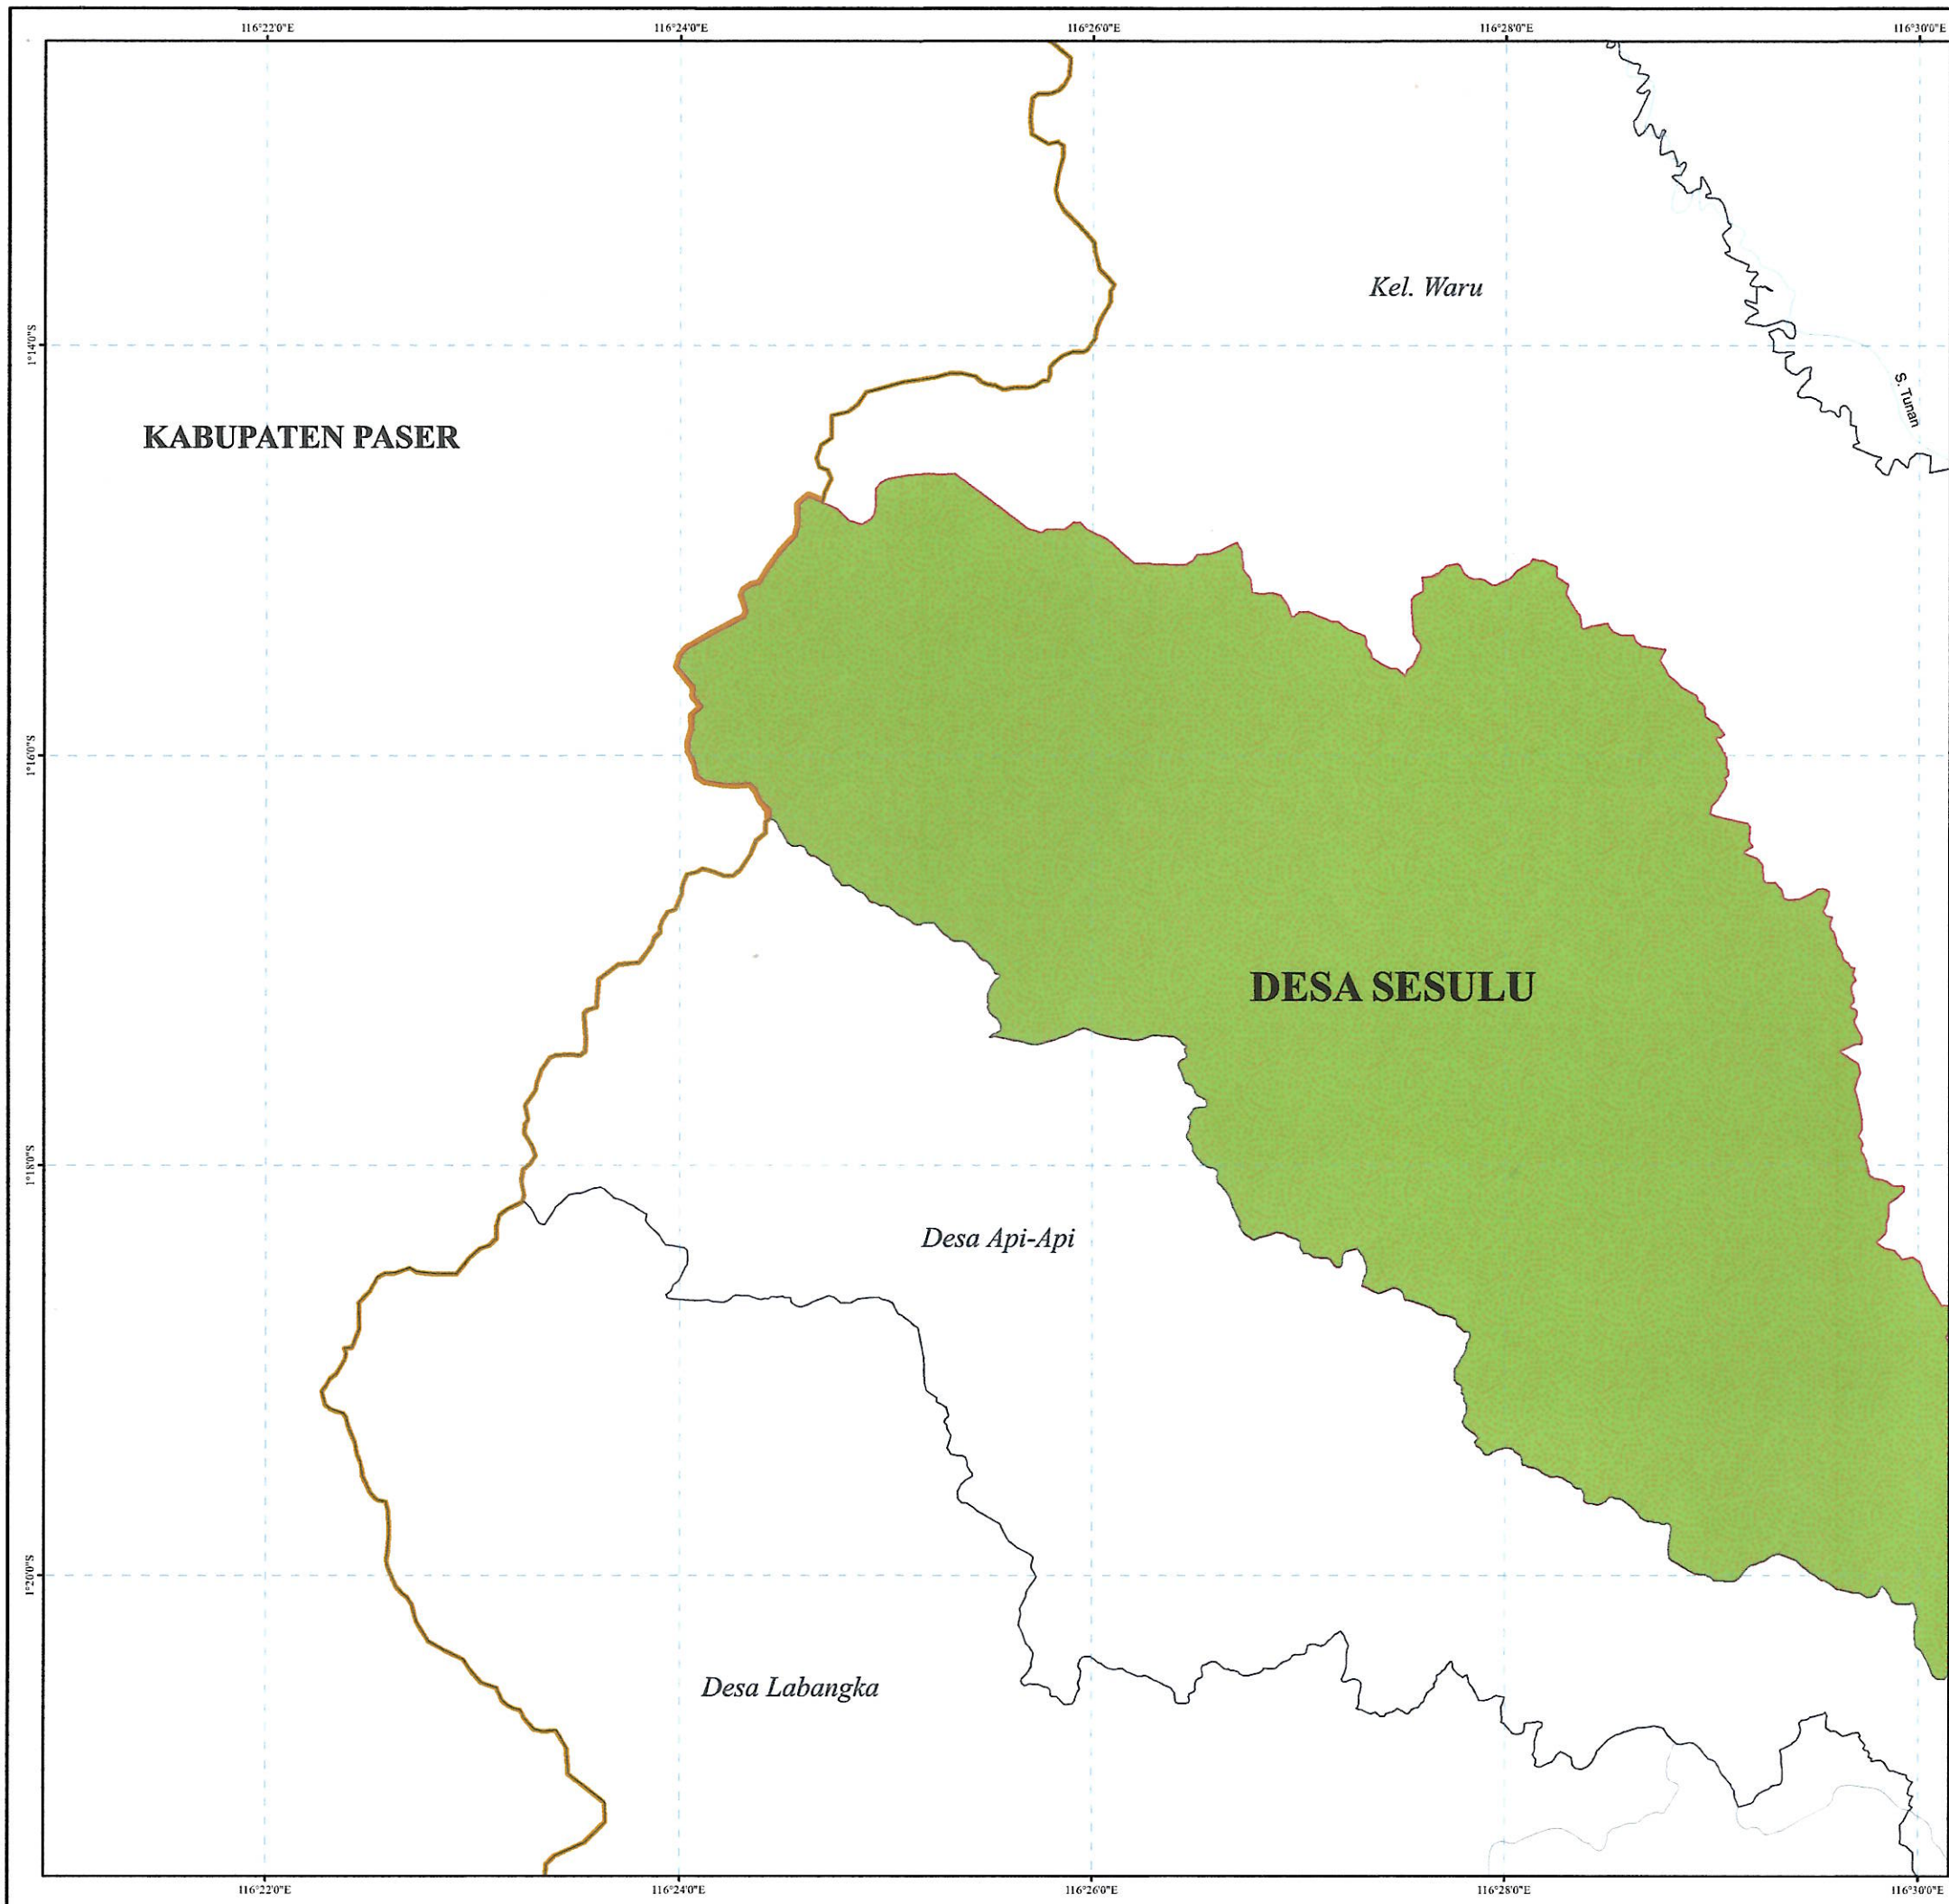 116°22'0"E
116°24'0"E
116°26'0"E
116°28'0"E
116°30'0"E
Kel. Waru
1°14'0"S
S. Tunan
KABUPATEN PASER
1°16'0"S
DESA SESULU
1°18'0"S
Desa Api-Api
1°20'0"S
Desa Labangka
116°22'0"E
116°24'0"E
116°26'0"E
116°28'0"E
116°30'0"E